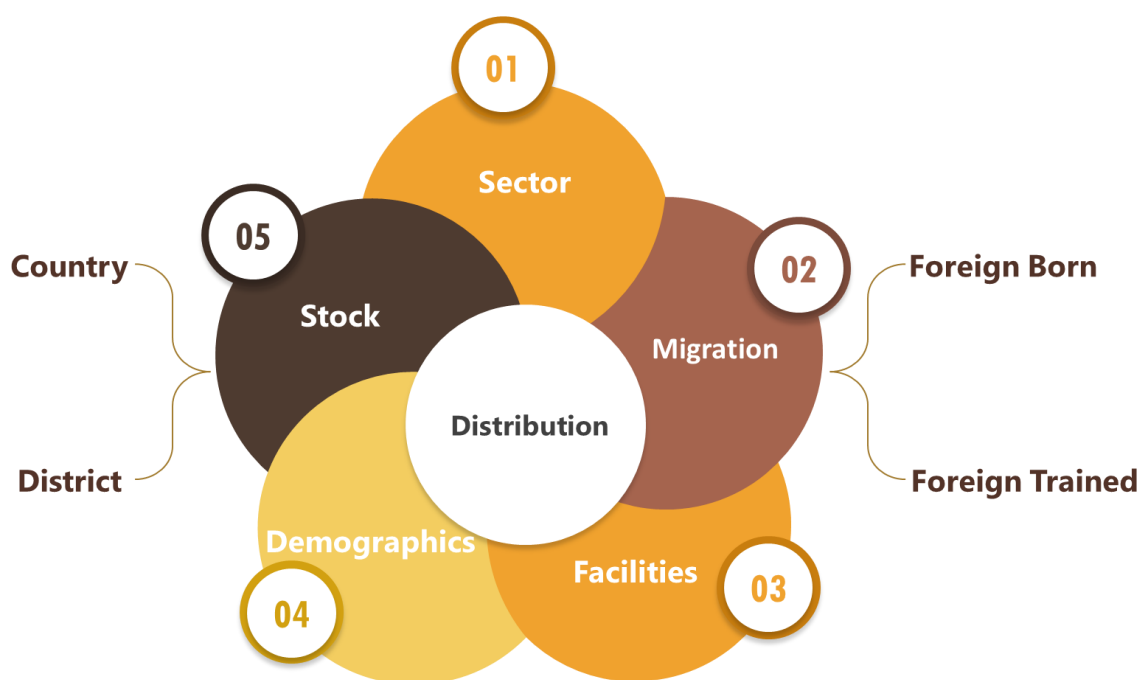 01
Sector
05
Stock
02
Migration
Country
District
Foreign Born
Foreign Trained
Distribution
Demographics
04
Facilities
03